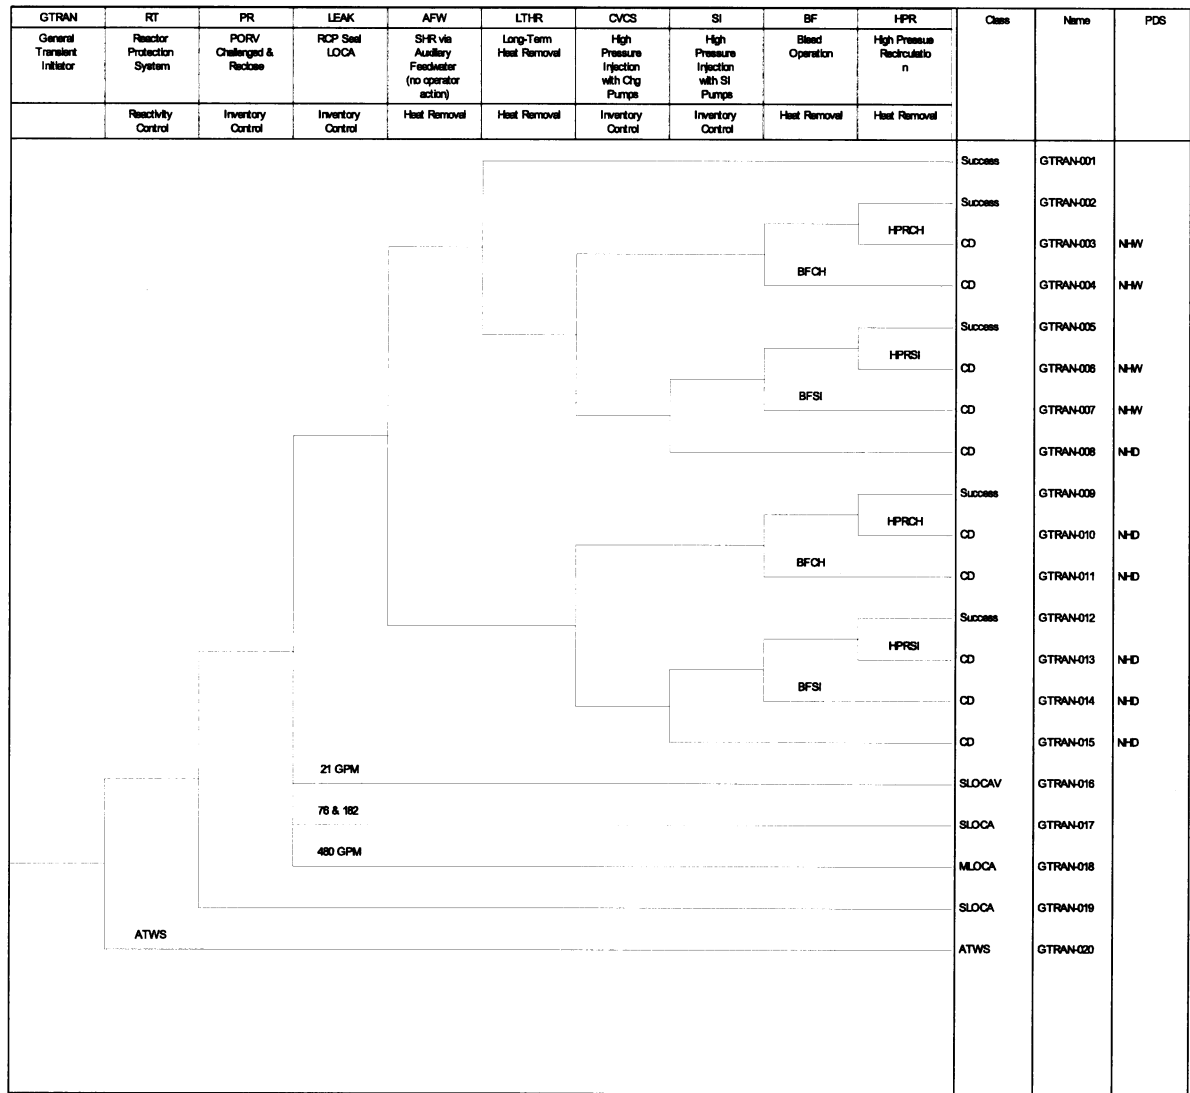 GTRAN RT PR LEAK AFW LTHR CVCS SI BF HPR Class Name PDS
General Transient Initiator
Reactor Protection System
PORV Challenged & Reclose
RCP Seal LOCA
SHR via Auxiliary Feedwater (no operator action)
Long-Term Heat Removal
High Pressure Injection with Chg Pumps
High Pressure Injection with SI Pumps
Bleed Operation
High Pressue Recirculatio n
Reactivity Control
Inventory Control
Inventory Control
Heat Removal
Heat Removal
Inventory Control
Inventory Control
Heat Removal
Heat Removal
Success GTRAN-001
Success GTRAN-002
HPRCH
CD GTRAN-003 NHW
BFCH
CD GTRAN-004 NHW
Success GTRAN-005
HPRSI
CD GTRAN-006 NHW
BFSI
CD GTRAN-007 NHW
CD GTRAN-008 NHD
Success GTRAN-009
HPRCH
CD GTRAN-010 NHD
BFCH
CD GTRAN-011 NHD
Success GTRAN-012
HPRSI
CD GTRAN-013 NHD
BFSI
CD GTRAN-014 NHD
CD GTRAN-015 NHD
21 GPM
SLOCAV GTRAN-016
76 & 182
SLOCA GTRAN-017
480 GPM
MLOCA GTRAN-018
SLOCA GTRAN-019
ATWS
ATWS GTRAN-020